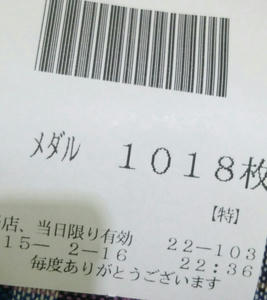 メダル 1018枚
【特】
店、当日限り有効 22-103
15- 2-16 22:36
毎度ありがとうございます